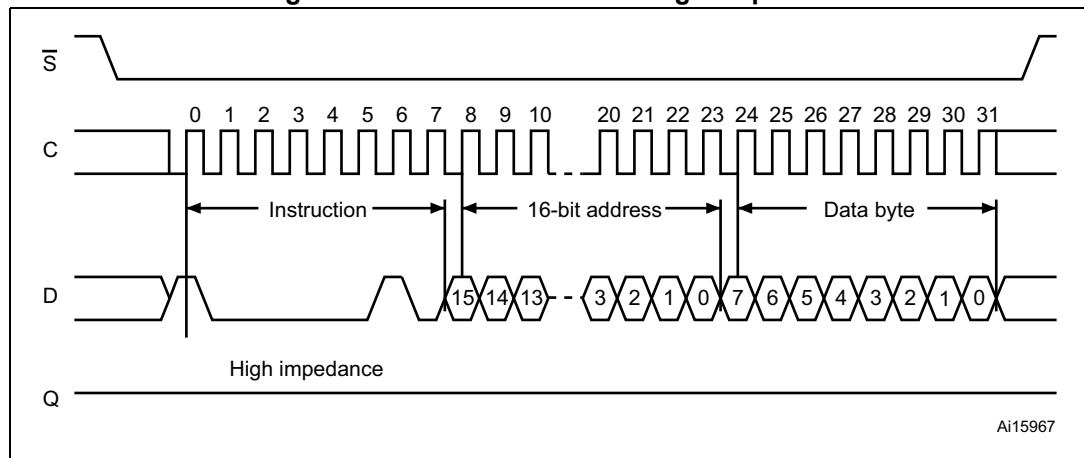 S̅
0 1 2 3 4 5 6 7 8 9 10 20 21 22 23 24 25 26 27 28 29 30 31
C
Instruction 16-bit address Data byte
D 15 14 13 3 2 1 0 7 6 5 4 3 2 1 0
High impedance
Q
Ai15967